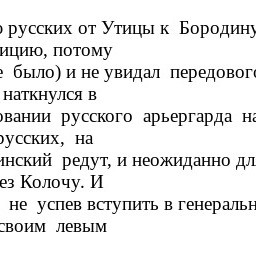 русских от Утицы к Бородину
ицию, потому
было) и не увидал передового
наткнулся в
овании русского арьергарда на
русских, на
инский редут, и неожиданно для
ез Колочу. И
не успев вступить в генеральн
своим левым